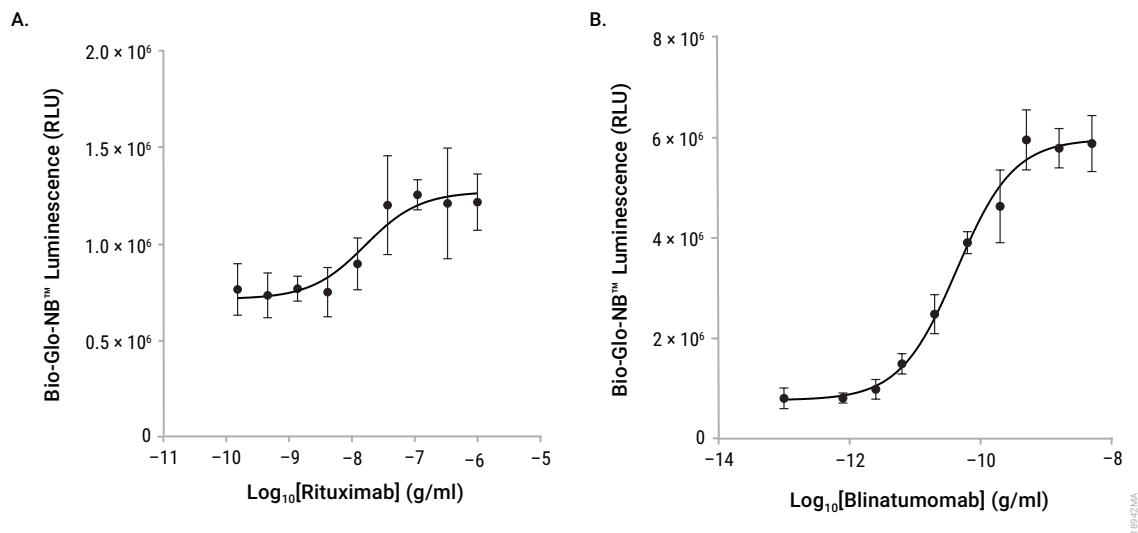 A.
2.0 × 10⁶
1.5 × 10⁶
1.0 × 10⁶
0.5 × 10⁶
0
Bio-Glo-NB™ Luminescence (RLU)
−11 −10 −9 −8 −7 −6 −5
Log₁₀[Rituximab] (g/ml)
B.
8 × 10⁶
6 × 10⁶
4 × 10⁶
2 × 10⁶
0
Bio-Glo-NB™ Luminescence (RLU)
−14 −12 −10 −8
Log₁₀[Blinatumomab] (g/ml)
18942MA